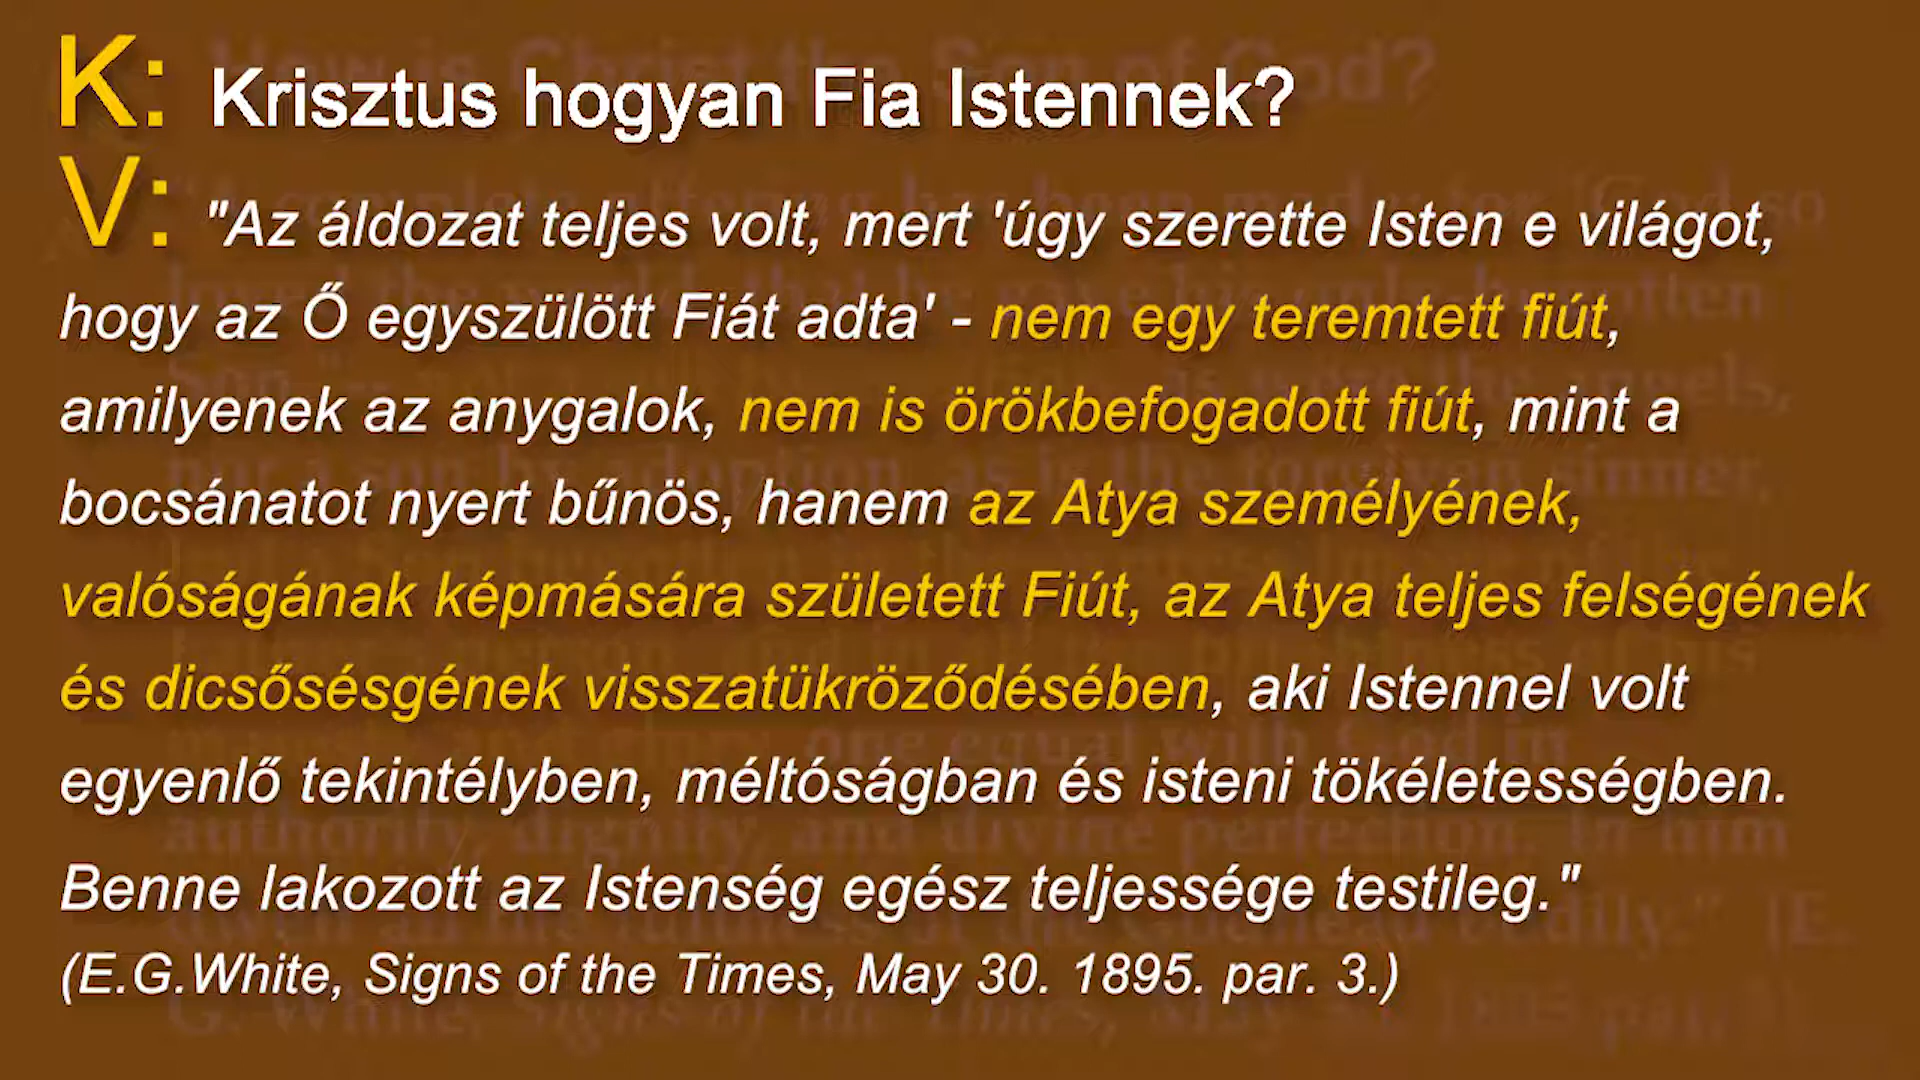 K: Krisztus hogyan Fia Istennek?
V: "Az áldozat teljes volt, mert 'úgy szerette Isten e világot,
hogy az Ő egyszülött Fiát adta' - nem egy teremtett fiút,
amilyenek az anygalok, nem is örökbefogadott fiút, mint a
bocsánatot nyert bűnös, hanem az Atya személyének,
valóságának képmására született Fiút, az Atya teljes felségének
és dicsősésgének visszatükröződésében, aki Istennel volt
egyenlő tekintélyben, méltóságban és isteni tökéletességben.
Benne lakozott az Istenség egész teljessége testileg."
(E.G.White, Signs of the Times, May 30. 1895. par. 3.)